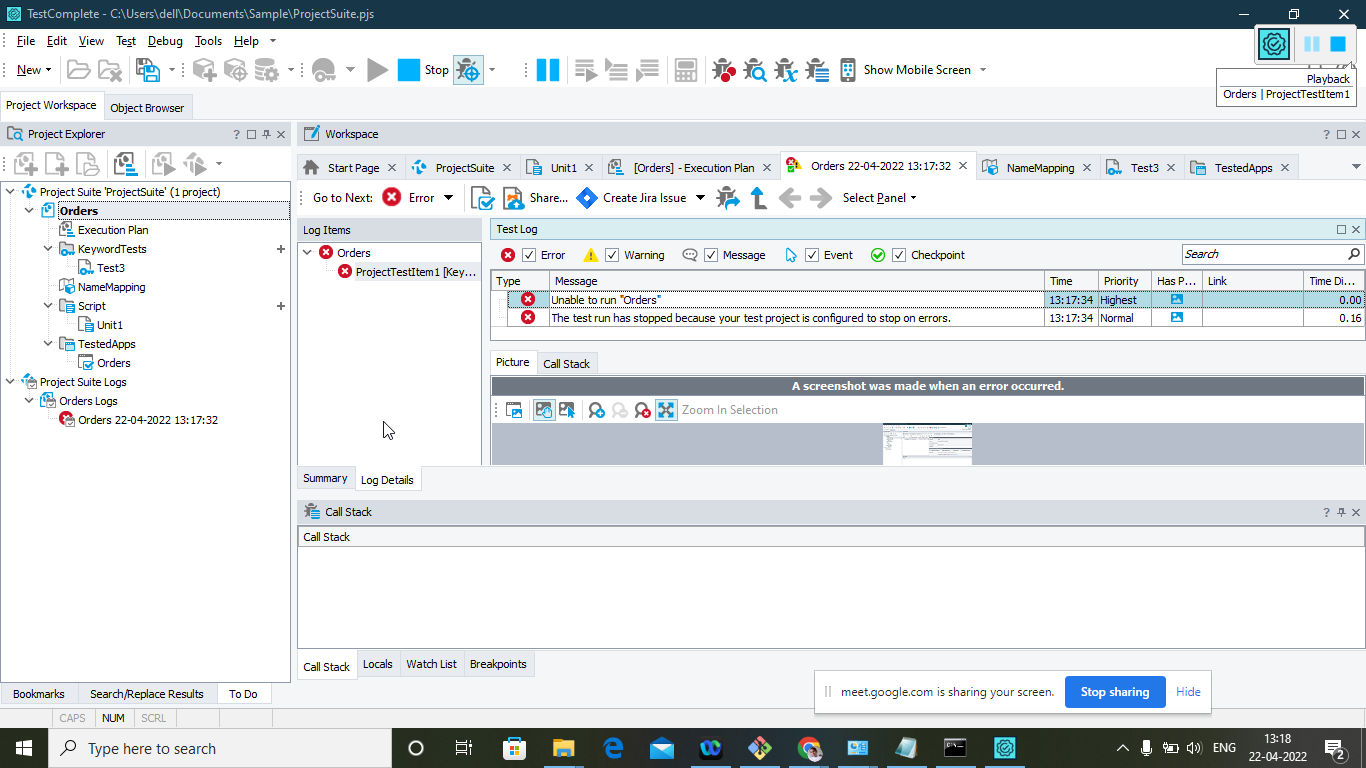 TestComplete - C:\Users\dell\Documents\Sample\ProjectSuite.pjs
File Edit View Test Debug Tools Help
New Stop Show Mobile Screen
Playback
Orders | ProjectTestItem1
Project Workspace Object Browser
Project Explorer
Workspace
Start Page ProjectSuite Unit1 [Orders] - Execution Plan Orders 22-04-2022 13:17:32 NameMapping Test3 TestedApps
Go to Next: Error Share... Create Jira Issue Select Panel
Project Suite 'ProjectSuite' (1 project)
Orders
Execution Plan
KeywordTests
Test3
NameMapping
Script
Unit1
TestedApps
Orders
Project Suite Logs
Orders Logs
Orders 22-04-2022 13:17:32
Log Items
Orders
ProjectTestItem1 [Key...
Test Log
Error Warning Message Event Checkpoint Search
Type Message Time Priority Has P... Link Time Di...
Unable to run "Orders" 13:17:34 Highest 0.00
The test run has stopped because your test project is configured to stop on errors. 13:17:34 Normal 0.16
Picture Call Stack
A screenshot was made when an error occurred.
Zoom In Selection
Summary Log Details
Call Stack
Call Stack
Call Stack Locals Watch List Breakpoints
Bookmarks Search/Replace Results To Do
meet.google.com is sharing your screen. Stop sharing Hide
CAPS NUM SCRL
Type here to search
ENG
13:18
22-04-2022
2